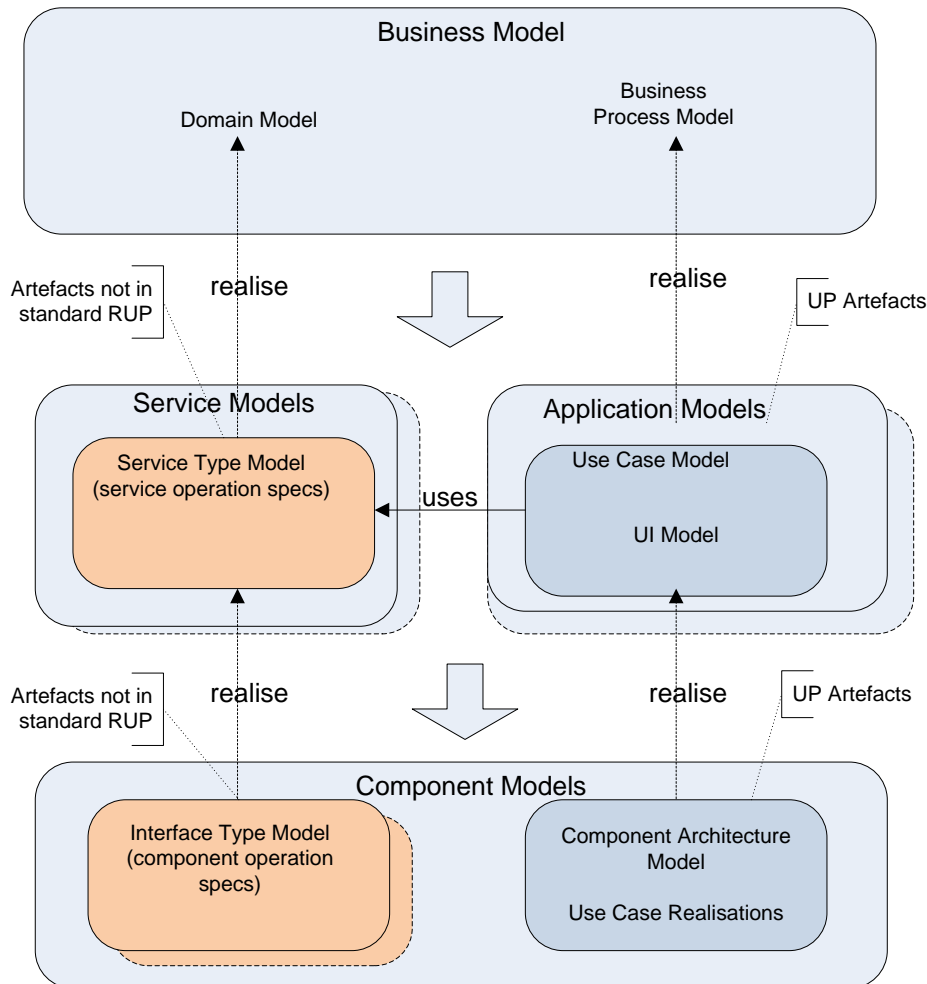 Business Model
Domain Model
Business
Process Model
Artefacts not in
standard RUP
realise
realise
UP Artefacts
Service Models
Application Models
Service Type Model
(service operation specs)
uses
Use Case Model
UI Model
Artefacts not in
standard RUP
realise
realise
UP Artefacts
Component Models
Interface Type Model
(component operation
specs)
Component Architecture
Model
Use Case Realisations